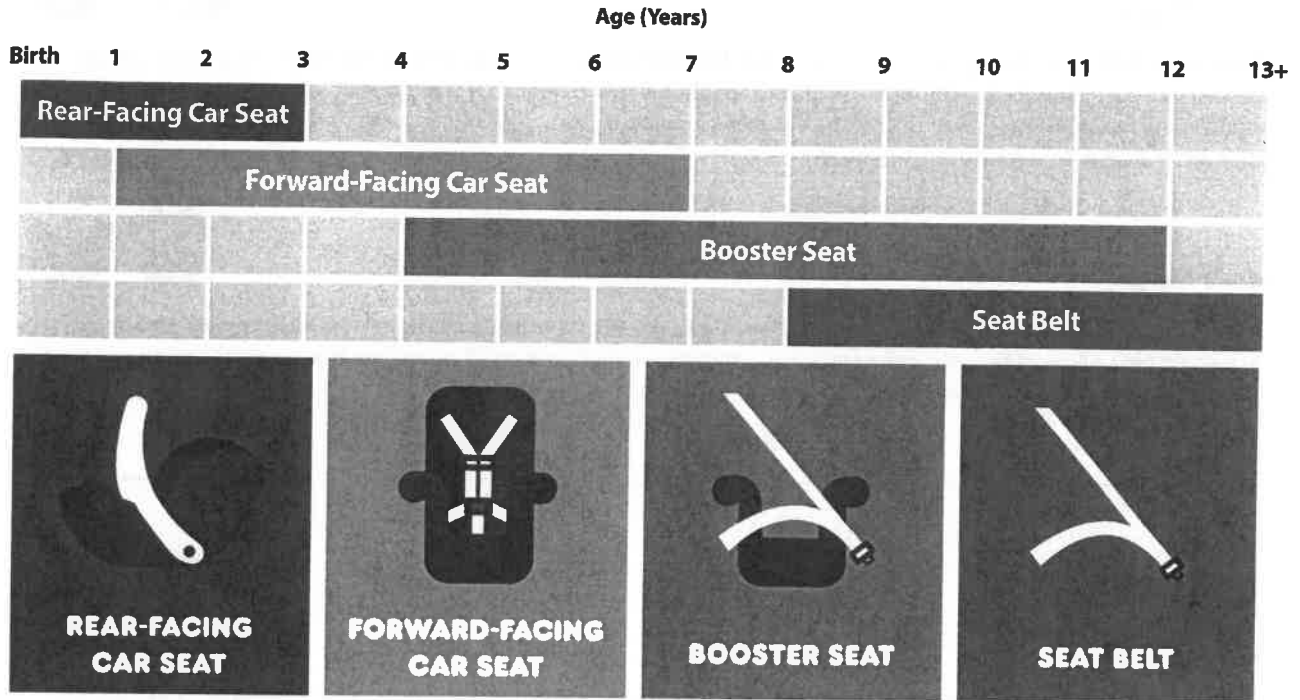 Age (Years)
Birth 1 2 3 4 5 6 7 8 9 10 11 12 13+
Rear-Facing Car Seat
Forward-Facing Car Seat
Booster Seat
Seat Belt
REAR-FACING
CAR SEAT
FORWARD-FACING
CAR SEAT
BOOSTER SEAT
SEAT BELT